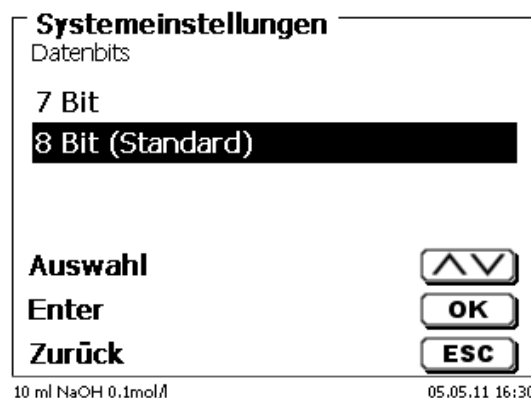 Systemeinstellungen
Datenbits
7 Bit
8 Bit (Standard)
Auswahl
Enter OK
Zurück ESC
10 ml NaOH 0.1mol/l 05.05.11 16:30